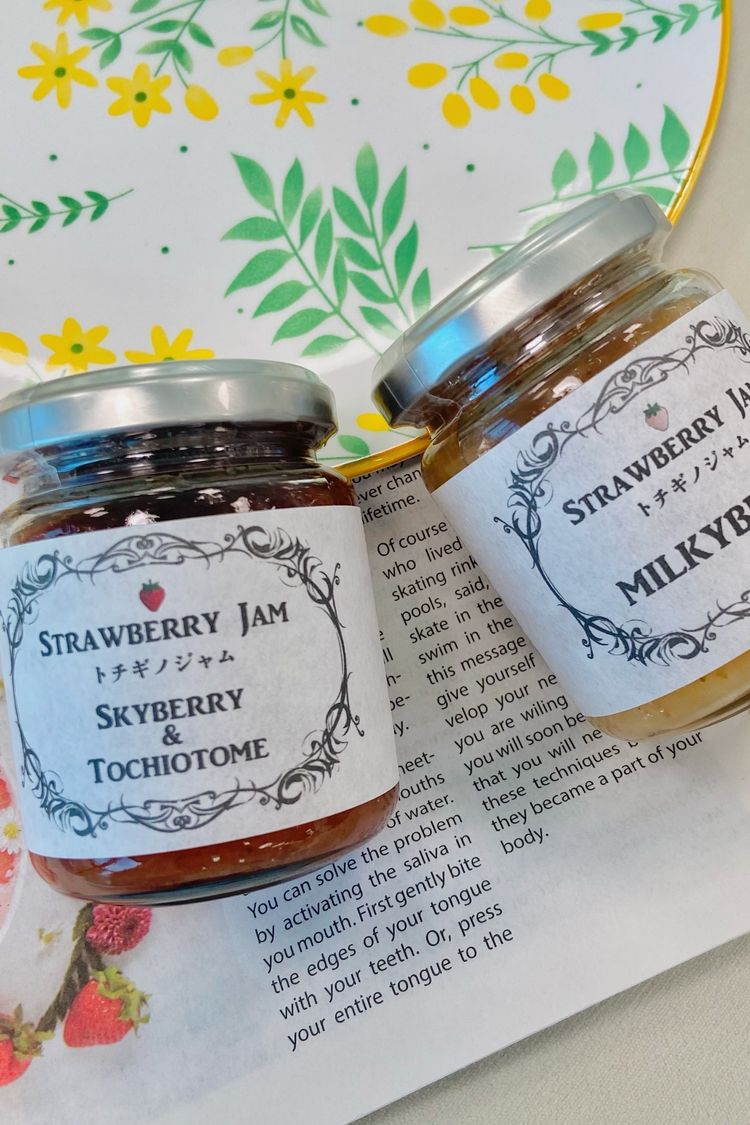 STRAWBERRY JAM
トチギノジャム
SKYBERRY
&
TOCHIOTOME
STRAWBERRY JA
トチギノジャム
MILKYB
ever chan
lifetime.
Of course
who lived
skating rink
pools, said,
skate in the
swim in the
this message
give yourself
velop your ne
you are wiling
you will soon be
that you will ne
these techniques b
they became a part of your
body.
of water.
You can solve the problem
by activating the saliva in
you mouth. First gently bite
the edges of your tongue
with your teeth. Or, press
your entire tongue to the